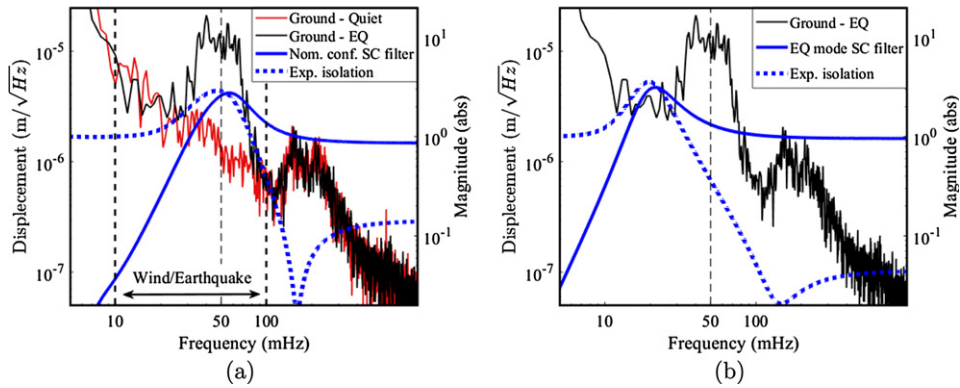 Ground - Quiet
Ground - EQ
Nom. conf. SC filter
Exp. isolation
10^-5
10^-6
10^-7
Displacement (m/√Hz)
10^1
10^0
10^-1
Magnitude (abs)
Wind/Earthquake
10 50 100
Frequency (mHz)
(a)
Ground - EQ
EQ mode SC filter
Exp. isolation
10^-5
10^-6
10^-7
Displacement (m/√Hz)
10^1
10^0
10^-1
Magnitude (abs)
10 50 100
Frequency (mHz)
(b)